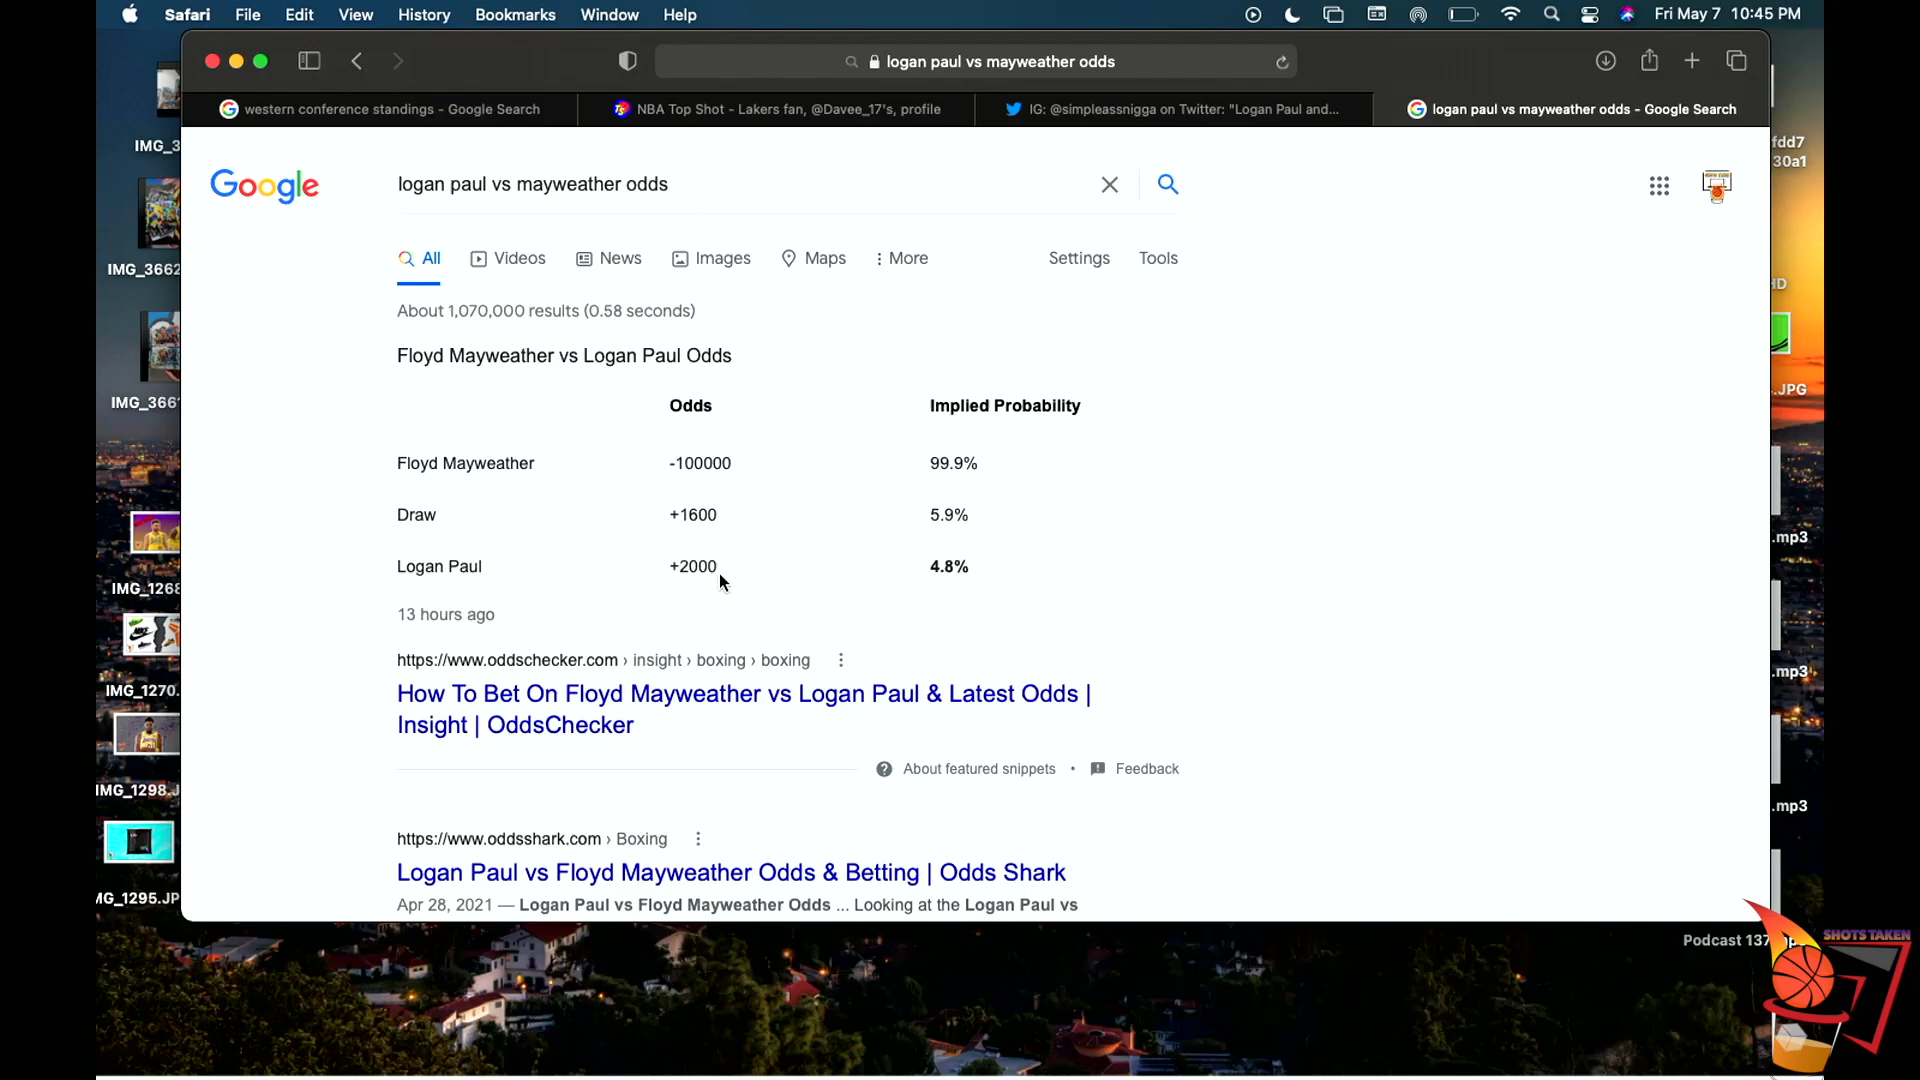 Safari File Edit View History Bookmarks Window Help Fri May 7 10:45 PM
logan paul vs mayweather odds
western conference standings - Google Search
NBA Top Shot - Lakers fan, @Davee_17's, profile
IG: @simpleassnigga on Twitter: "Logan Paul and...
logan paul vs mayweather odds - Google Search
Google
logan paul vs mayweather odds
All Videos News Images Maps More Settings Tools
About 1,070,000 results (0.58 seconds)
Floyd Mayweather vs Logan Paul Odds
Odds Implied Probability
Floyd Mayweather -100000 99.9%
Draw +1600 5.9%
Logan Paul +2000 4.8%
13 hours ago
https://www.oddschecker.com › insight › boxing › boxing
How To Bet On Floyd Mayweather vs Logan Paul & Latest Odds |
Insight | OddsChecker
About featured snippets • Feedback
https://www.oddsshark.com › Boxing
Logan Paul vs Floyd Mayweather Odds & Betting | Odds Shark
Apr 28, 2021 — Logan Paul vs Floyd Mayweather Odds ... Looking at the Logan Paul vs
IMG_3
IMG_3662
IMG_366
IMG_1268
IMG_1270.
IMG_1298.J
MG_1295.JP
fdd7
30a1
HD
.JPG
.mp3
.mp3
.mp3
Podcast 137
SHOTS TAKEN